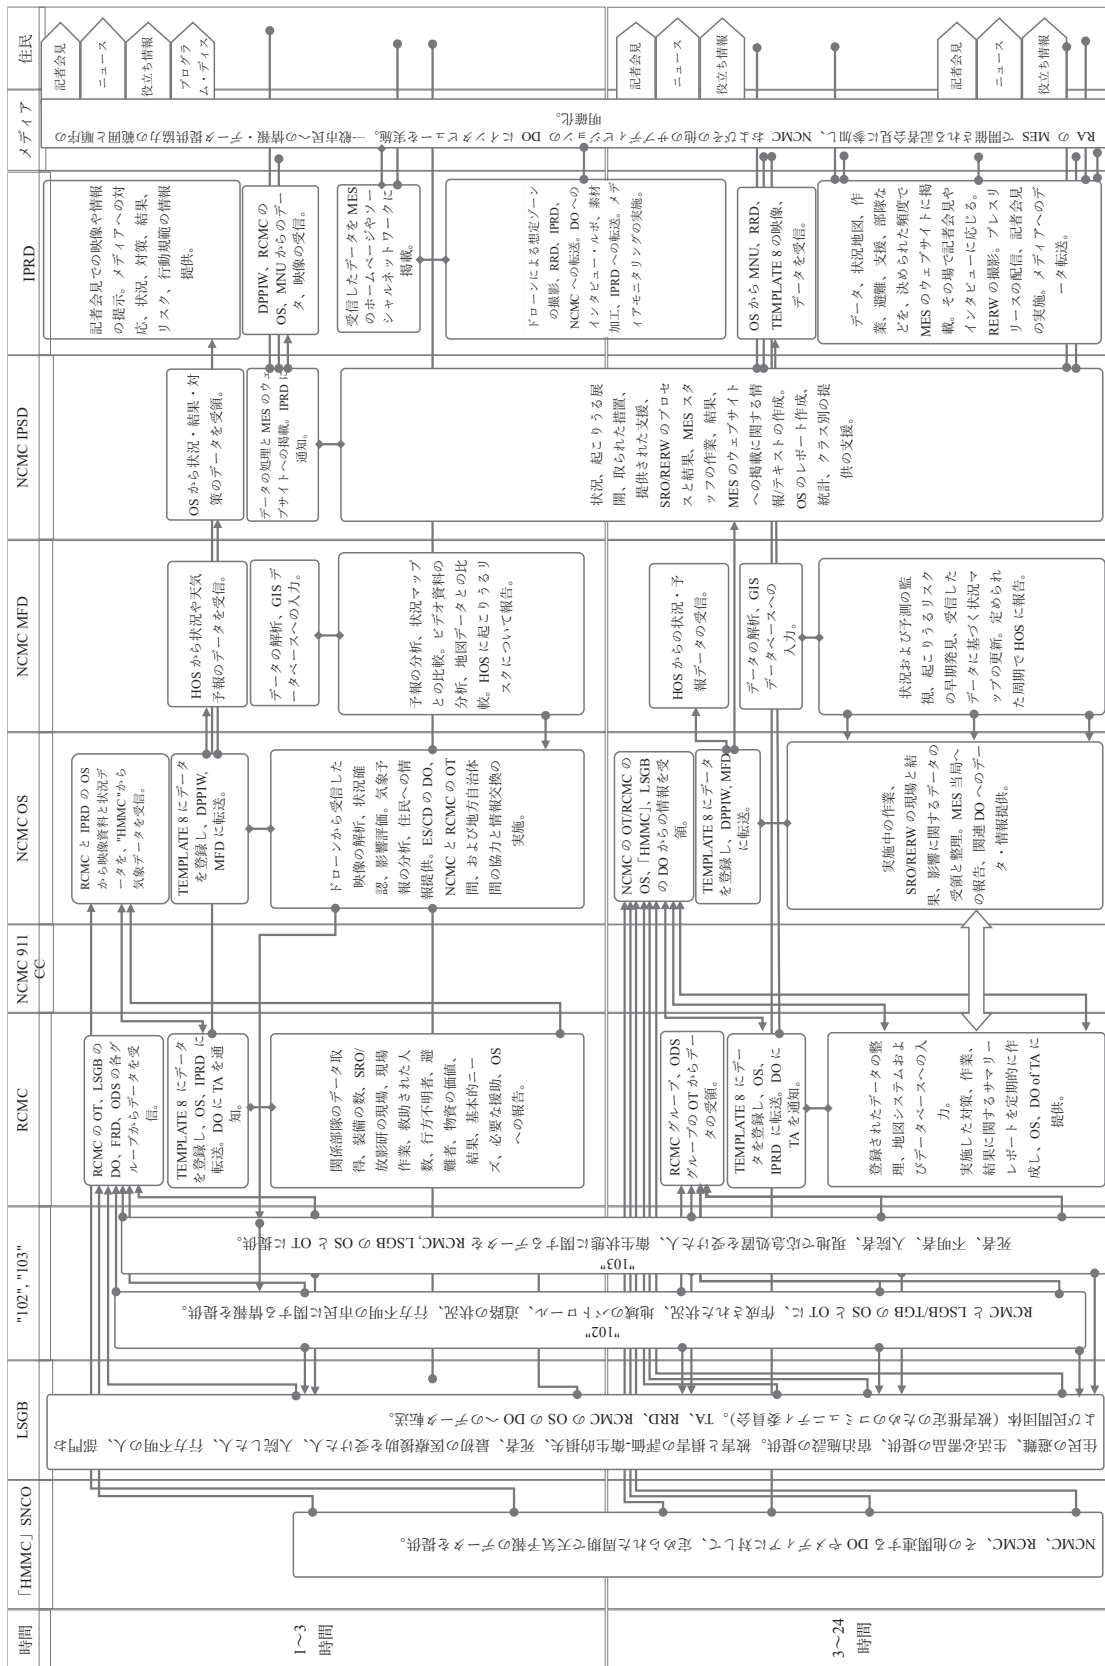 時間
「HMMC」SNCO
LSGB
"102", "103"
RCMC
NCMC 911
CC
NCMC OS
NCMC MFD
NCMC IPSD
IPRD
メディア
住民
1～3
時間
NCMC、RCMC、その他関連する DO やメディアに対して、定められた周期で天気予報のデータを提供。
住民の避難、生活必需品の提供、宿泊施設の提供。被害と損害の評価-衛生的損失、死者、最初の医療援助を受けた人、入院した人、行方不明の人、部門お
よび民間団体（被害推定のためのコミュニティ委員会）。TA、RRD、RCMC の OS の DO へのデータ転送。
"102"
RCMC と LSGB/TGB の OS と OT に、作成された状況、地域のパトロール、道路の状況、行方不明の市民に関する情報を提供。
"103"
死者、不明者、入院者、現地で応急処置を受けた人、衛生状態に関するデータを RCMC, LSGB の OS と OT に提供。
RCMC の OT、LSGB の
DO、FRD、ODS の各グ
ループからデータを受
信。
TEMPLATE 8 にデータ
を登録し、OS、IPRD に
転送。DO に TA を通
知。
関係部隊のデータ取
得、装備の数、SRO/
放影研の現場、現場
作業、救助された人
数、行方不明者、避
難者、物資の価値、
結果、基本的ニー
ズ、必要な援助、OS
への報告。
RCMC と IPRD の OS
から映像資料と状況デ
ータを、"HMMC"から
気象データを受信。
TEMPLATE 8 にデータ
を登録し、DPPIW,
MFD に転送。
ドローンから受信した
映像の解析、状況確
認、影響評価。気象予
報の分析、住民への情
報提供。ES/CD の DO、
NCMC と RCMC の OT
間、および地方自治体
間の協力と情報交換の
実施。
HOS から状況や天気
予報のデータを受信。
データの解析、GIS デ
ータベースへの入力。
予報の分析、状況マップ
との比較。ビデオ資料の
分析、地図データとの比
較。HOS に起こりうるリ
スクについて報告。
OS から状況・結果・対
策のデータを受領。
データの処理と MES のウェ
ブサイトへの掲載。IPRD に
通知。
状況、起こりうる展
開、取られた措置、
提供された支援、
SRO/RERW のプロセ
スと結果、MES スタ
ッフの作業、結果、
MES のウェブサイト
への掲載に関する情
報/テキストの作成。
OS のレポート作成、
統計、クラス別の提
供の支援。
記者会見での映像や情報
の提示。メディアへの対
応、状況、対策、結果、
リスク、行動規範の情報
提供。
DPPIW、RCMC の
OS、MNU からのデー
タ、映像の受信。
受信したデータを MES
のホームページやソー
シャルネットワークに
掲載。
ドローンによる想定ゾーン
の撮影、RRD、IPRD、
NCMC への転送。DO への
インタビュー・ルポ、素材
加工、IPRD への転送。メデ
ィアモニタリングの実施。
RA の MES で開催される記者会見に参加し、NCMC およびその他のサブディビジョンの DO にインタビューを実施。一般市民への情報・データ提供協力の範囲と順序の
明確化。
記者会見
ニュース
役立ち情報
プログラ
ム・ディス
3～24
時間
RCMC グループ、ODS
グループの OT からデー
タの受領。
TEMPLATE 8 にデー
タを登録し、OS、
IPRD に転送。DO に
TA を通知。
登録されたデータの整
理、地図システムおよ
びデータベースへの入
力。
実施した対策、作業、
結果に関するサマリー
レポートを定期的に作
成し、OS、DO of TA に
提供。
NCMC の OT/RCMC の
OS、「HMMC」、LSGB
の DO からの情報を受
領。
TEMPLATE 8 にデータ
を登録し、DPPIW, MFD
に転送。
実施中の作業、
SRO/RERW の現場と結
果、影響に関するデータの
受領と整理。MES 当局へ
の報告、関連 DO へのデー
タ・情報提供。
HOS からの状況・予
報データの受信。
データの解析、GIS
データベースへの
入力。
状況および予測の監
視、起こりうるリスク
の早期発見、受信した
データに基づく状況マ
ップの更新。定められ
た周期で HOS に報告。
OS から MNU、RRD、
TEMPLATE 8 の映像、
データを受信。
データ、状況地図、作
業、避難、支援、部隊な
どを、決められた頻度で
MES のウェブサイトに掲
載。その場で記者会見や
インタビューに応じる。
RERW の撮影。プレスリ
リースの配信、記者会見
の実施。メディアへのデ
ータ転送。
記者会見
ニュース
役立ち情報
記者会見
ニュース
役立ち情報